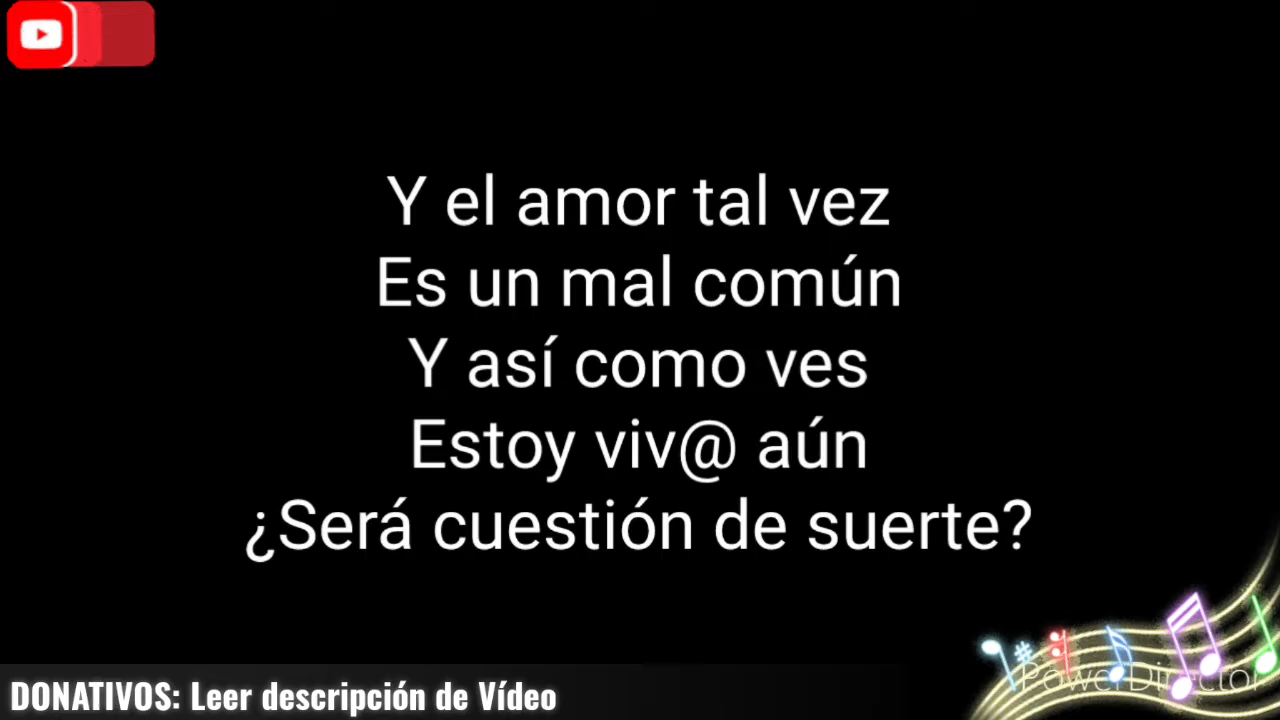 Y el amor tal vez
Es un mal común
Y así como ves
Estoy viv@ aún
¿Será cuestión de suerte?
PowerDirector
DONATIVOS: Leer descripción de Vídeo